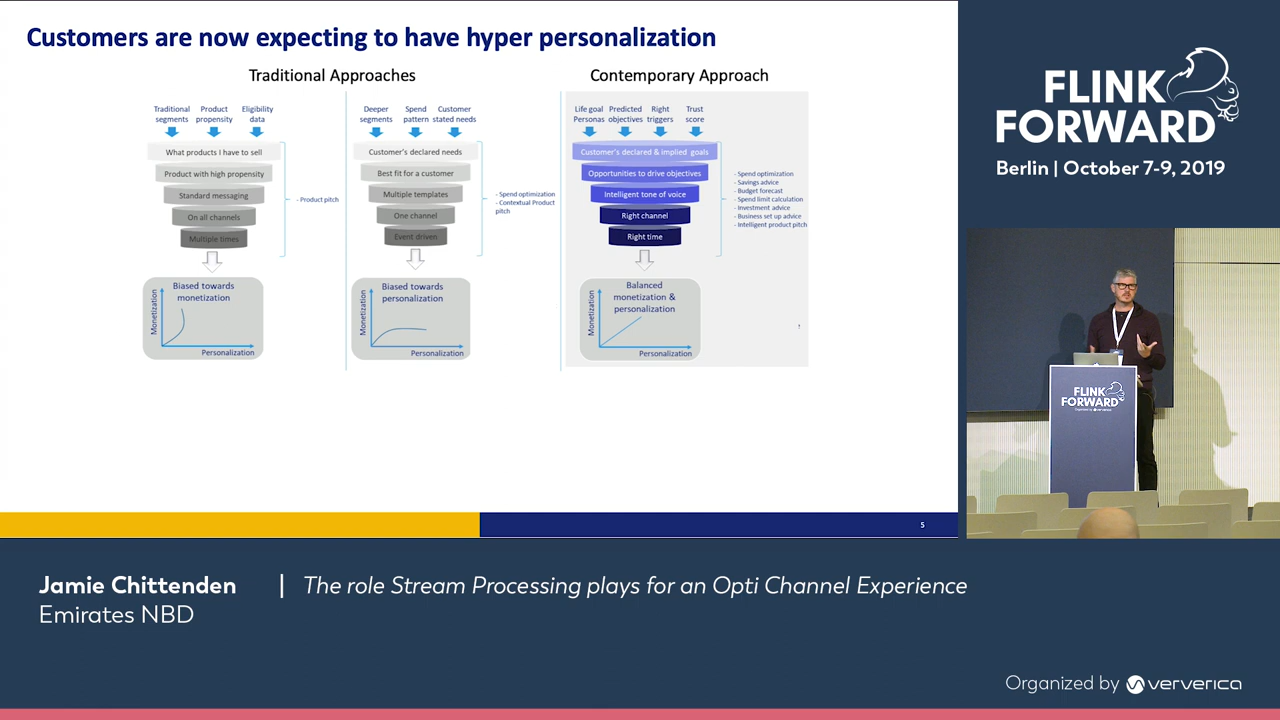 Customers are now expecting to have hyper personalization
Traditional Approaches
Contemporary Approach
Traditional
segments
Product
propensity
Eligibility
data
What products I have to sell
Product with high propensity
Standard messaging
On all channels
Multiple times
- Product pitch
Biased towards
monetization
Monetization
Personalization
Deeper
segments
Spend
pattern
Customer
stated needs
Customer's declared needs
Best fit for a customer
Multiple templates
One channel
Event driven
- Spend optimization
- Contextual Product
pitch
Biased towards
personalization
Monetization
Personalization
Life goal
Personas
Predicted
objectives
Right
triggers
Trust
score
Customer's declared & implied goals
Opportunities to drive objectives
Intelligent tone of voice
Right channel
Right time
- Spend optimization
- Savings advice
- Budget forecast
- Spend limit calculation
- Investment advice
- Business set up advice
- Intelligent product pitch
Balanced
monetization &
personalization
Monetization
Personalization
5
FLINK
FORWARD
Berlin | October 7-9, 2019
FLINK
FORWARD
Organized by ververica
Jamie Chittenden | The role Stream Processing plays for an Opti Channel Experience
Emirates NBD
Organized by ververica